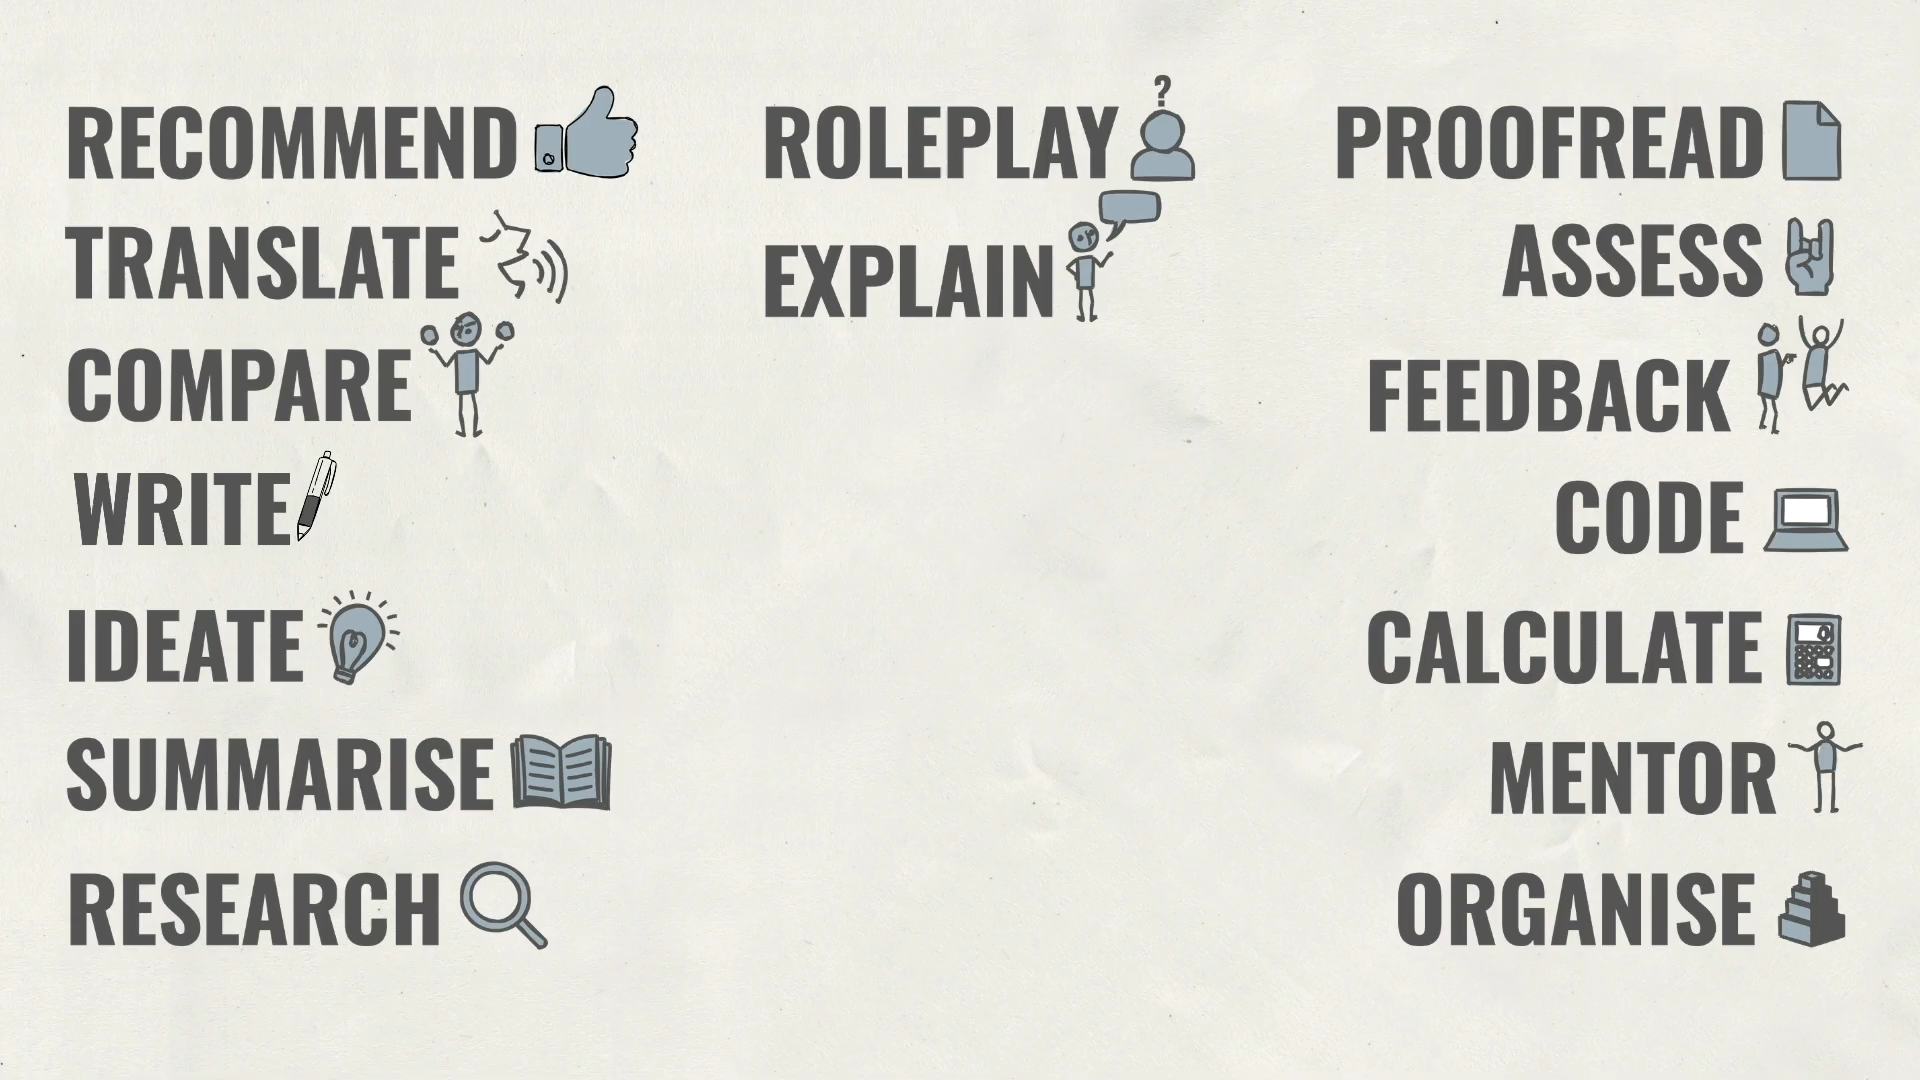 RECOMMEND
TRANSLATE
COMPARE
WRITE
IDEATE
SUMMARISE
RESEARCH
?
ROLEPLAY
EXPLAIN
PROOFREAD
ASSESS
FEEDBACK
CODE
CALCULATE
MENTOR
ORGANISE